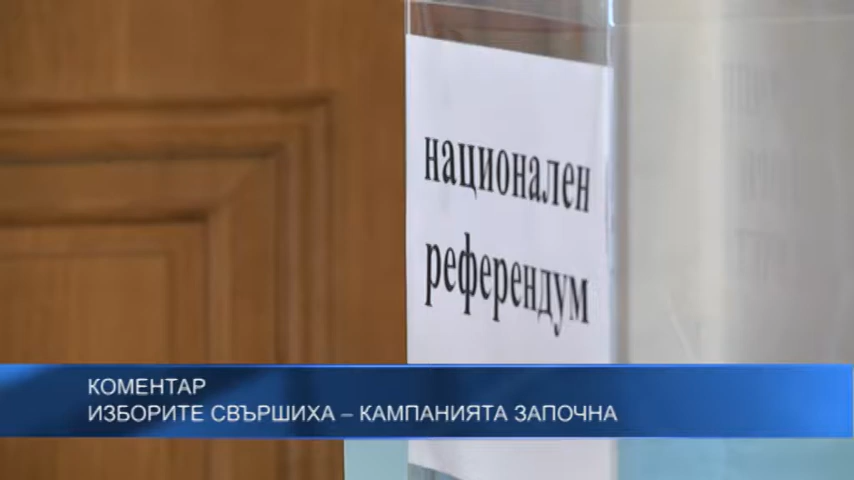 национален
референдум
КОМЕНТАР
ИЗБОРИТЕ СВЪРШИХА – КАМПАНИЯТА ЗАПОЧНА